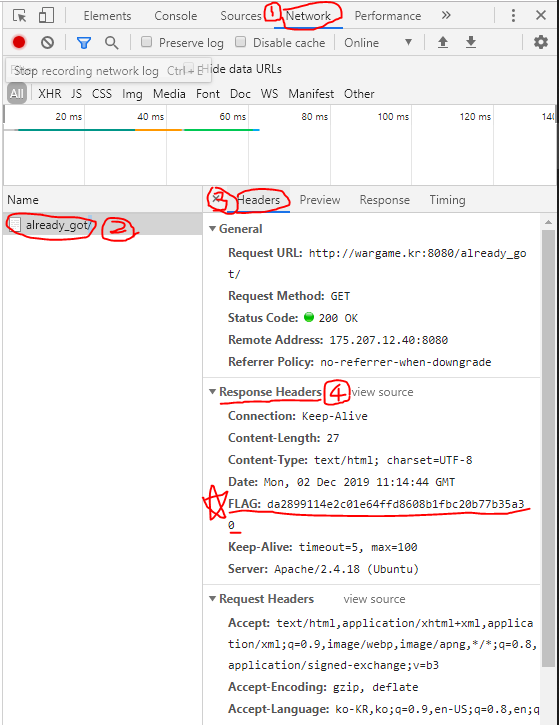 Elements Console Sources ① Network Performance »
Preserve log Disable cache Online
Hide data URLs
Stop recording network log Ctrl + E
All XHR JS CSS Img Media Font Doc WS Manifest Other
20 ms 40 ms 60 ms 80 ms 100 ms 120 ms 140
Name
already_got/ ②
③ × Headers Preview Response Timing
General
Request URL: http://wargame.kr:8080/already_go
t/
Request Method: GET
Status Code: 200 OK
Remote Address: 175.207.12.40:8080
Referrer Policy: no-referrer-when-downgrade
Response Headers ④ view source
Connection: Keep-Alive
Content-Length: 27
Content-Type: text/html; charset=UTF-8
Date: Mon, 02 Dec 2019 11:14:44 GMT
FLAG: da2899114e2c01e64ffd8608b1fbc20b77b35a3
0
Keep-Alive: timeout=5, max=100
Server: Apache/2.4.18 (Ubuntu)
Request Headers view source
Accept: text/html,application/xhtml+xml,applica
tion/xml;q=0.9,image/webp,image/apng,*/*;q=0.8,
application/signed-exchange;v=b3
Accept-Encoding: gzip, deflate
Accept-Language: ko-KR,ko;q=0.9,en-US;q=0.8,en;q